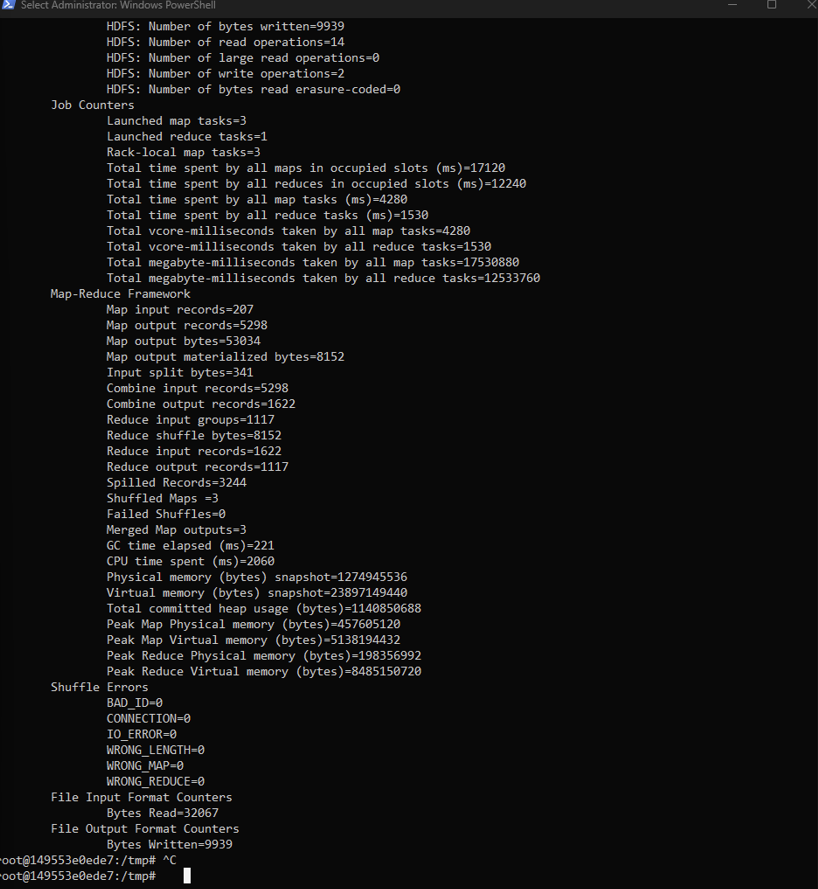 Select Administrator: Windows PowerShell
HDFS: Number of bytes written=9939
HDFS: Number of read operations=14
HDFS: Number of large read operations=0
HDFS: Number of write operations=2
HDFS: Number of bytes read erasure-coded=0
Job Counters
Launched map tasks=3
Launched reduce tasks=1
Rack-local map tasks=3
Total time spent by all maps in occupied slots (ms)=17120
Total time spent by all reduces in occupied slots (ms)=12240
Total time spent by all map tasks (ms)=4280
Total time spent by all reduce tasks (ms)=1530
Total vcore-milliseconds taken by all map tasks=4280
Total vcore-milliseconds taken by all reduce tasks=1530
Total megabyte-milliseconds taken by all map tasks=17530880
Total megabyte-milliseconds taken by all reduce tasks=12533760
Map-Reduce Framework
Map input records=207
Map output records=5298
Map output bytes=53034
Map output materialized bytes=8152
Input split bytes=341
Combine input records=5298
Combine output records=1622
Reduce input groups=1117
Reduce shuffle bytes=8152
Reduce input records=1622
Reduce output records=1117
Spilled Records=3244
Shuffled Maps =3
Failed Shuffles=0
Merged Map outputs=3
GC time elapsed (ms)=221
CPU time spent (ms)=2060
Physical memory (bytes) snapshot=1274945536
Virtual memory (bytes) snapshot=23897149440
Total committed heap usage (bytes)=1140850688
Peak Map Physical memory (bytes)=457605120
Peak Map Virtual memory (bytes)=5138194432
Peak Reduce Physical memory (bytes)=198356992
Peak Reduce Virtual memory (bytes)=8485150720
Shuffle Errors
BAD_ID=0
CONNECTION=0
IO_ERROR=0
WRONG_LENGTH=0
WRONG_MAP=0
WRONG_REDUCE=0
File Input Format Counters
Bytes Read=32067
File Output Format Counters
Bytes Written=9939
root@149553e0ede7:/tmp# ^C
root@149553e0ede7:/tmp#